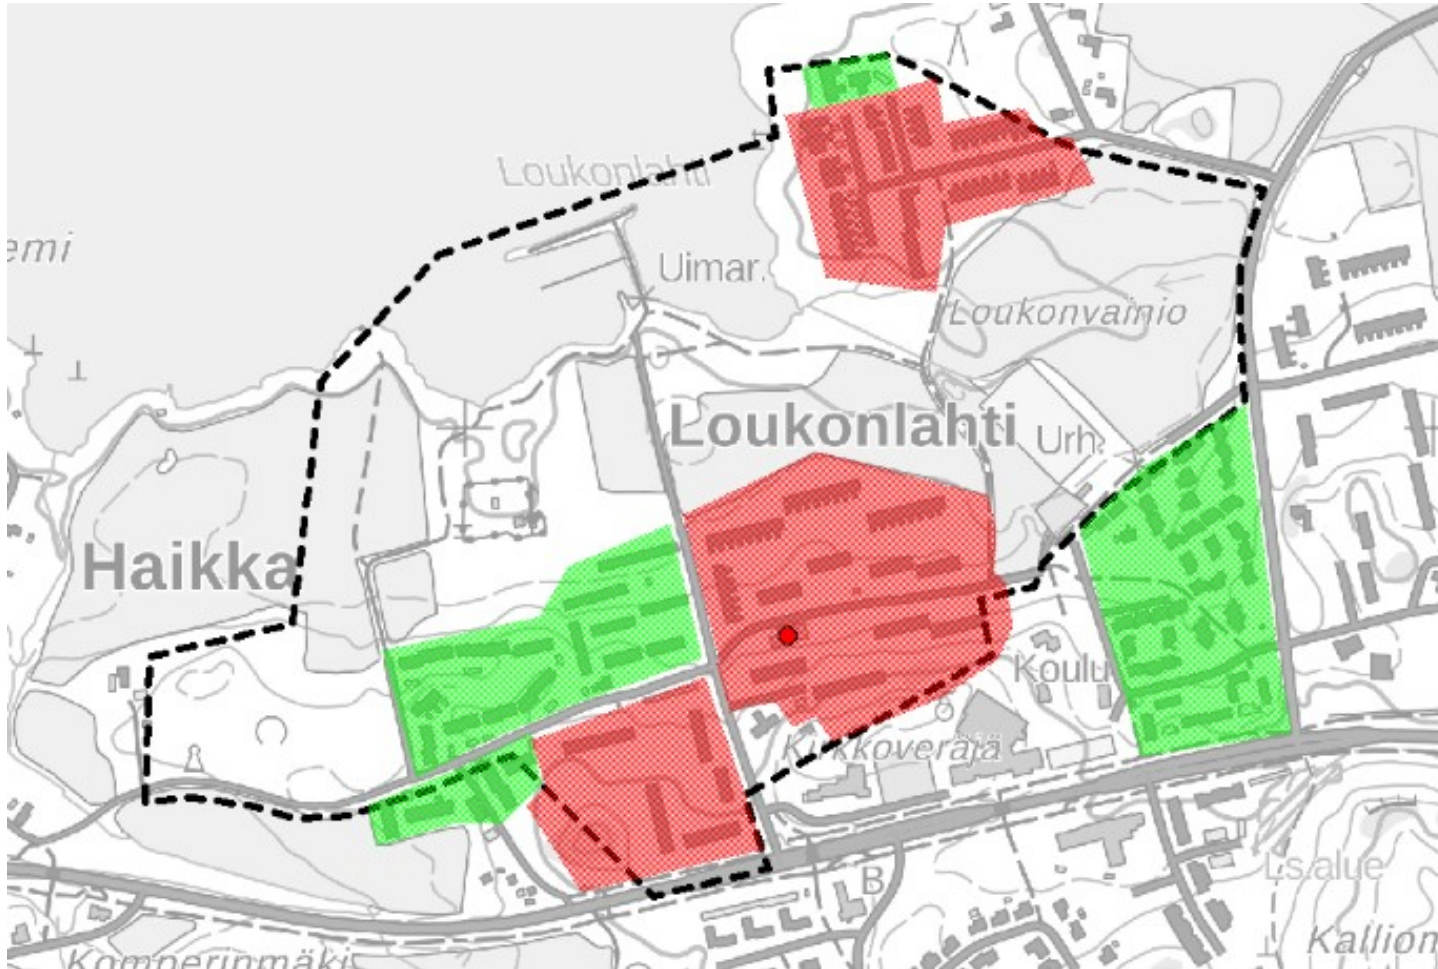 Loukonlahti
emi
Uimar.
Loukonvainio
Loukonlahti
Urh.
Haikka
Koulu
Kirkkoveräjä
Ls.alue
B
Kallion
Komperinmäki